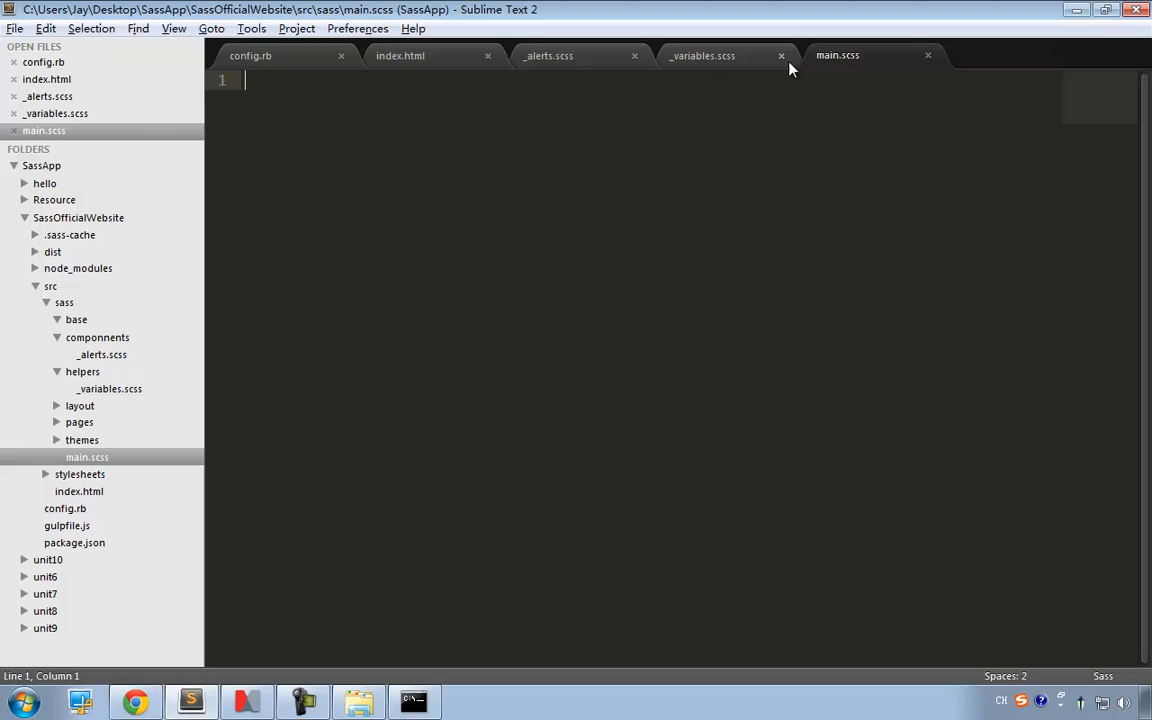 C:\Users\Jay\Desktop\SassApp\SassOfficialWebsite\src\sass\main.scss (SassApp) - Sublime Text 2
File Edit Selection Find View Goto Tools Project Preferences Help
OPEN FILES
config.rb
index.html
_alerts.scss
_variables.scss
main.scss
FOLDERS
SassApp
hello
Resource
SassOfficialWebsite
.sass-cache
dist
node_modules
src
sass
base
componnents
_alerts.scss
helpers
_variables.scss
layout
pages
themes
main.scss
stylesheets
index.html
config.rb
gulpfile.js
package.json
unit10
unit6
unit7
unit8
unit9
config.rb index.html _alerts.scss _variables.scss main.scss
1
Line 1, Column 1 Spaces: 2 Sass
CH